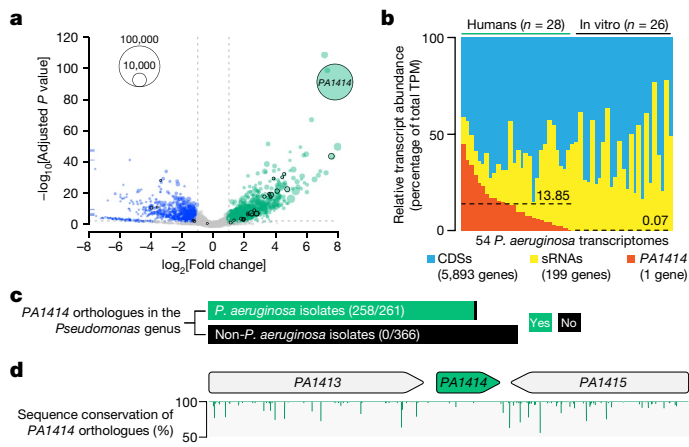 a
−log10[Adjusted P value]
120
100
80
60
40
20
0
100,000
10,000
PA1414
−8 −6 −4 −2 0 2 4 6 8
log2[Fold change]
b
Humans (n = 28) In vitro (n = 26)
Relative transcript abundance
(percentage of total TPM)
100
50
0
13.85
0.07
54 P. aeruginosa transcriptomes
CDSs
(5,893 genes)
sRNAs
(199 genes)
PA1414
(1 gene)
c
PA1414 orthologues in the
Pseudomonas genus
P. aeruginosa isolates (258/261)
Non-P. aeruginosa isolates (0/366)
Yes No
d
PA1413 PA1414 PA1415
Sequence conservation of
PA1414 orthologues (%)
100
50